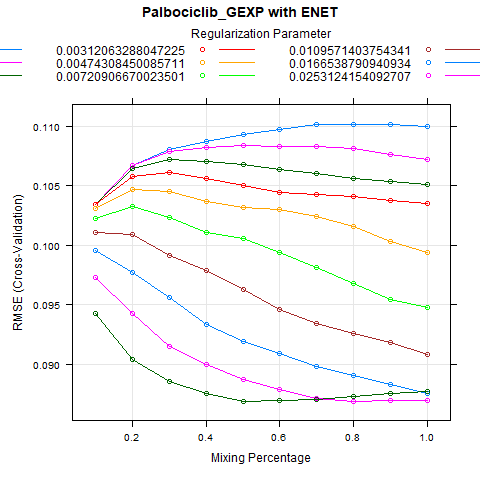 Palbociclib_GEXP with ENET
Regularization Parameter
0.00312063288047225 0.0109571403754341
0.00474308450085711 0.0166538790940934
0.00720906670023501 0.0253124154092707
0.110
0.105
0.100
0.095
0.090
RMSE (Cross-Validation)
0.2 0.4 0.6 0.8 1.0
Mixing Percentage